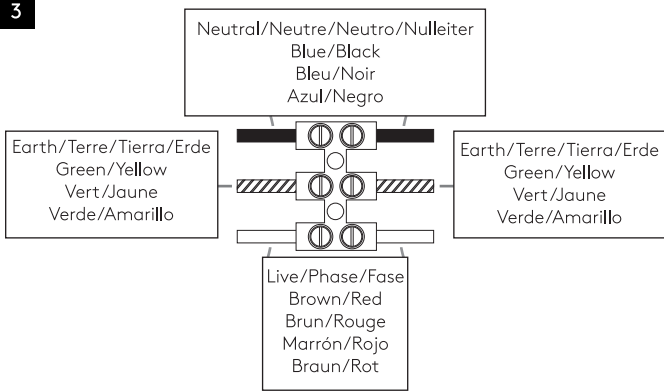 3
Neutral/Neutre/Neutro/Nulleiter
Blue/Black
Bleu/Noir
Azul/Negro
Earth/Terre/Tierra/Erde
Green/Yellow
Vert/Jaune
Verde/Amarillo
Earth/Terre/Tierra/Erde
Green/Yellow
Vert/Jaune
Verde/Amarillo
Live/Phase/Fase
Brown/Red
Brun/Rouge
Marrón/Rojo
Braun/Rot